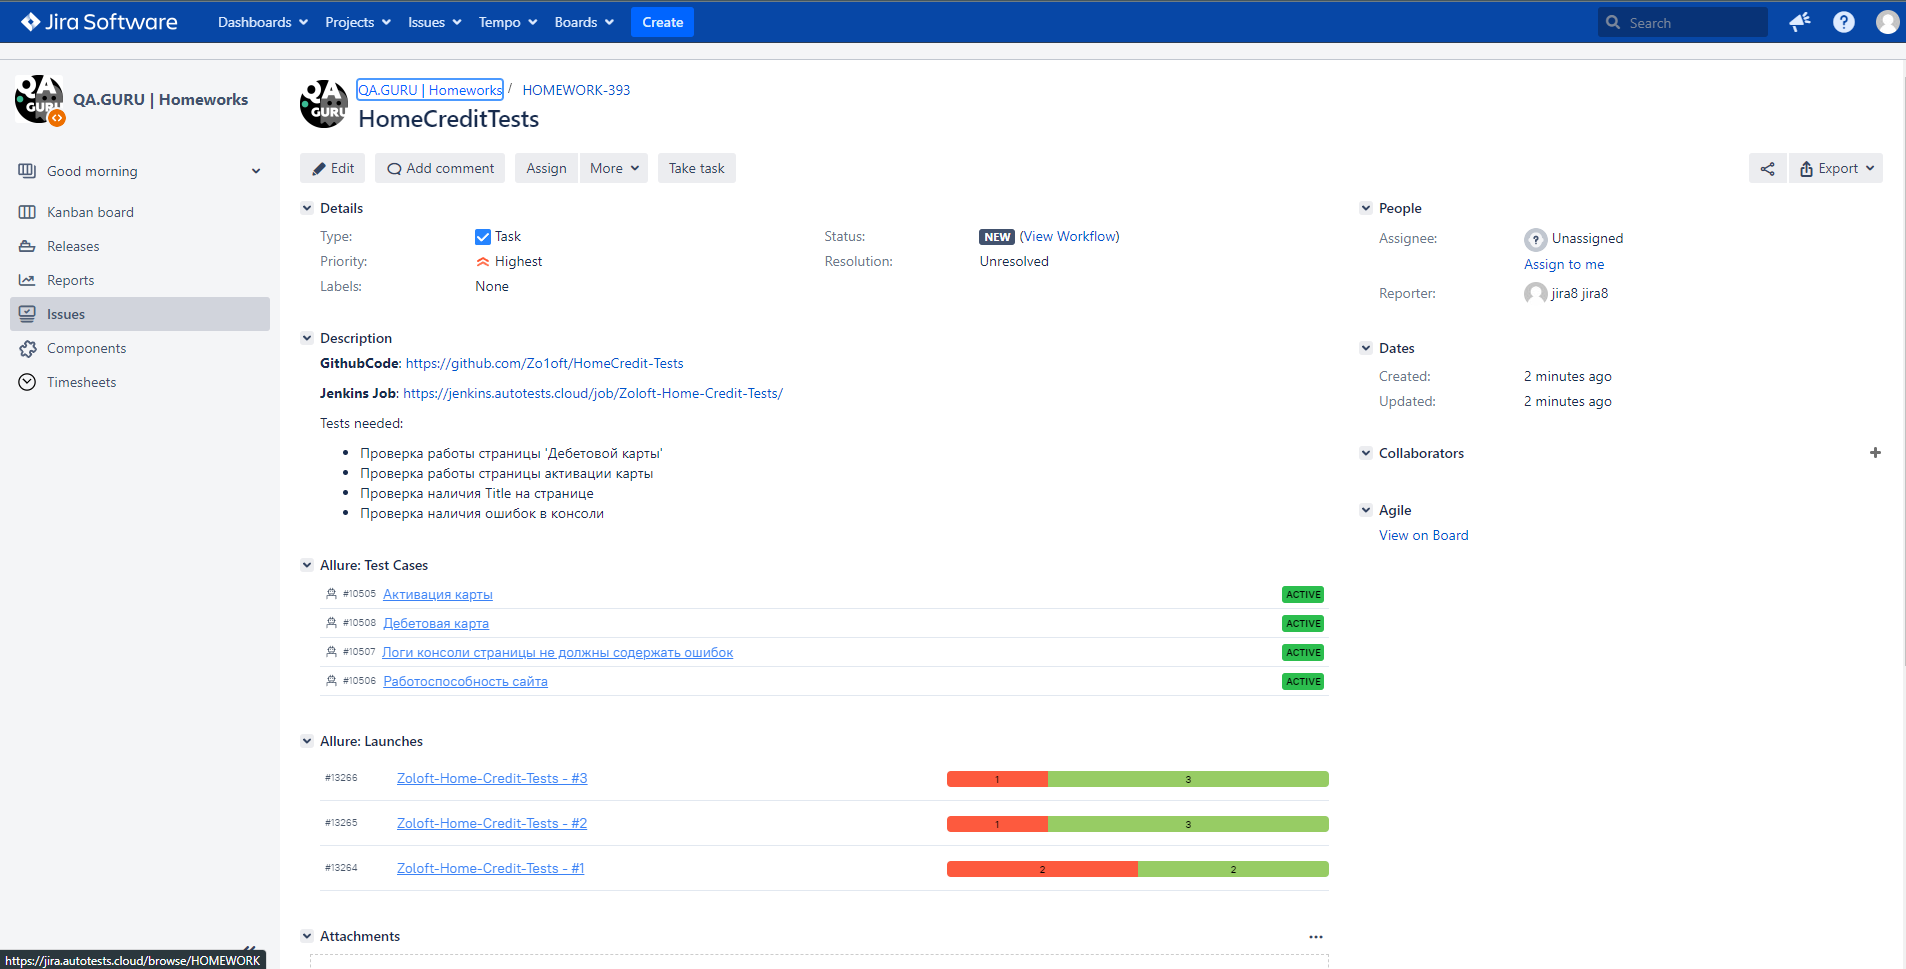 Jira Software Dashboards Projects Issues Tempo Boards Create Search ?
QA.GURU | Homeworks
Good morning
Kanban board
Releases
Reports
Issues
Components
Timesheets
QA GURU
QA GURU
QA.GURU | Homeworks / HOMEWORK-393
HomeCreditTests
Edit Add comment Assign More Take task Export
Details
Type: Task Status: NEW (View Workflow)
Priority: Highest Resolution: Unresolved
Labels: None
Description
GithubCode: https://github.com/Zo1oft/HomeCredit-Tests
Jenkins Job: https://jenkins.autotests.cloud/job/Zoloft-Home-Credit-Tests/
Tests needed:
• Проверка работы страницы 'Дебетовой карты'
• Проверка работы страницы активации карты
• Проверка наличия Title на странице
• Проверка наличия ошибок в консоли
Allure: Test Cases
#10505 Активация карты ACTIVE
#10508 Дебетовая карта ACTIVE
#10507 Логи консоли страницы не должны содержать ошибок ACTIVE
#10506 Работоспособность сайта ACTIVE
Allure: Launches
#13266 Zoloft-Home-Credit-Tests - #3 1 3
#13265 Zoloft-Home-Credit-Tests - #2 1 3
#13264 Zoloft-Home-Credit-Tests - #1 2 2
Attachments
People
Assignee: ? Unassigned
Assign to me
Reporter: jira8 jira8
Dates
Created: 2 minutes ago
Updated: 2 minutes ago
Collaborators
Agile
View on Board
https://jira.autotests.cloud/browse/HOMEWORK